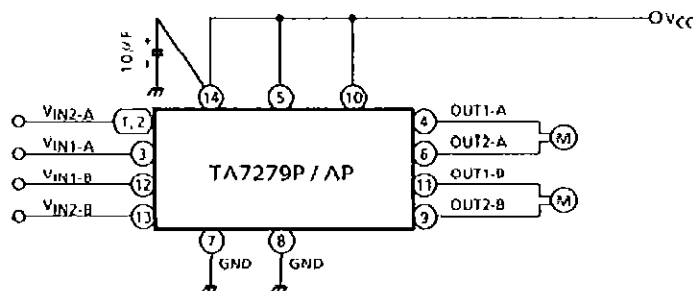 10μF
+
-
VCC
14
5
10
VIN2-A
1, 2
4
OUT1-A
M
VIN1-A
3
TA7279P / AP
6
OUT2-A
VIN1-B
12
11
OUT1-B
M
VIN2-B
13
9
OUT2-B
7
GND
8
GND